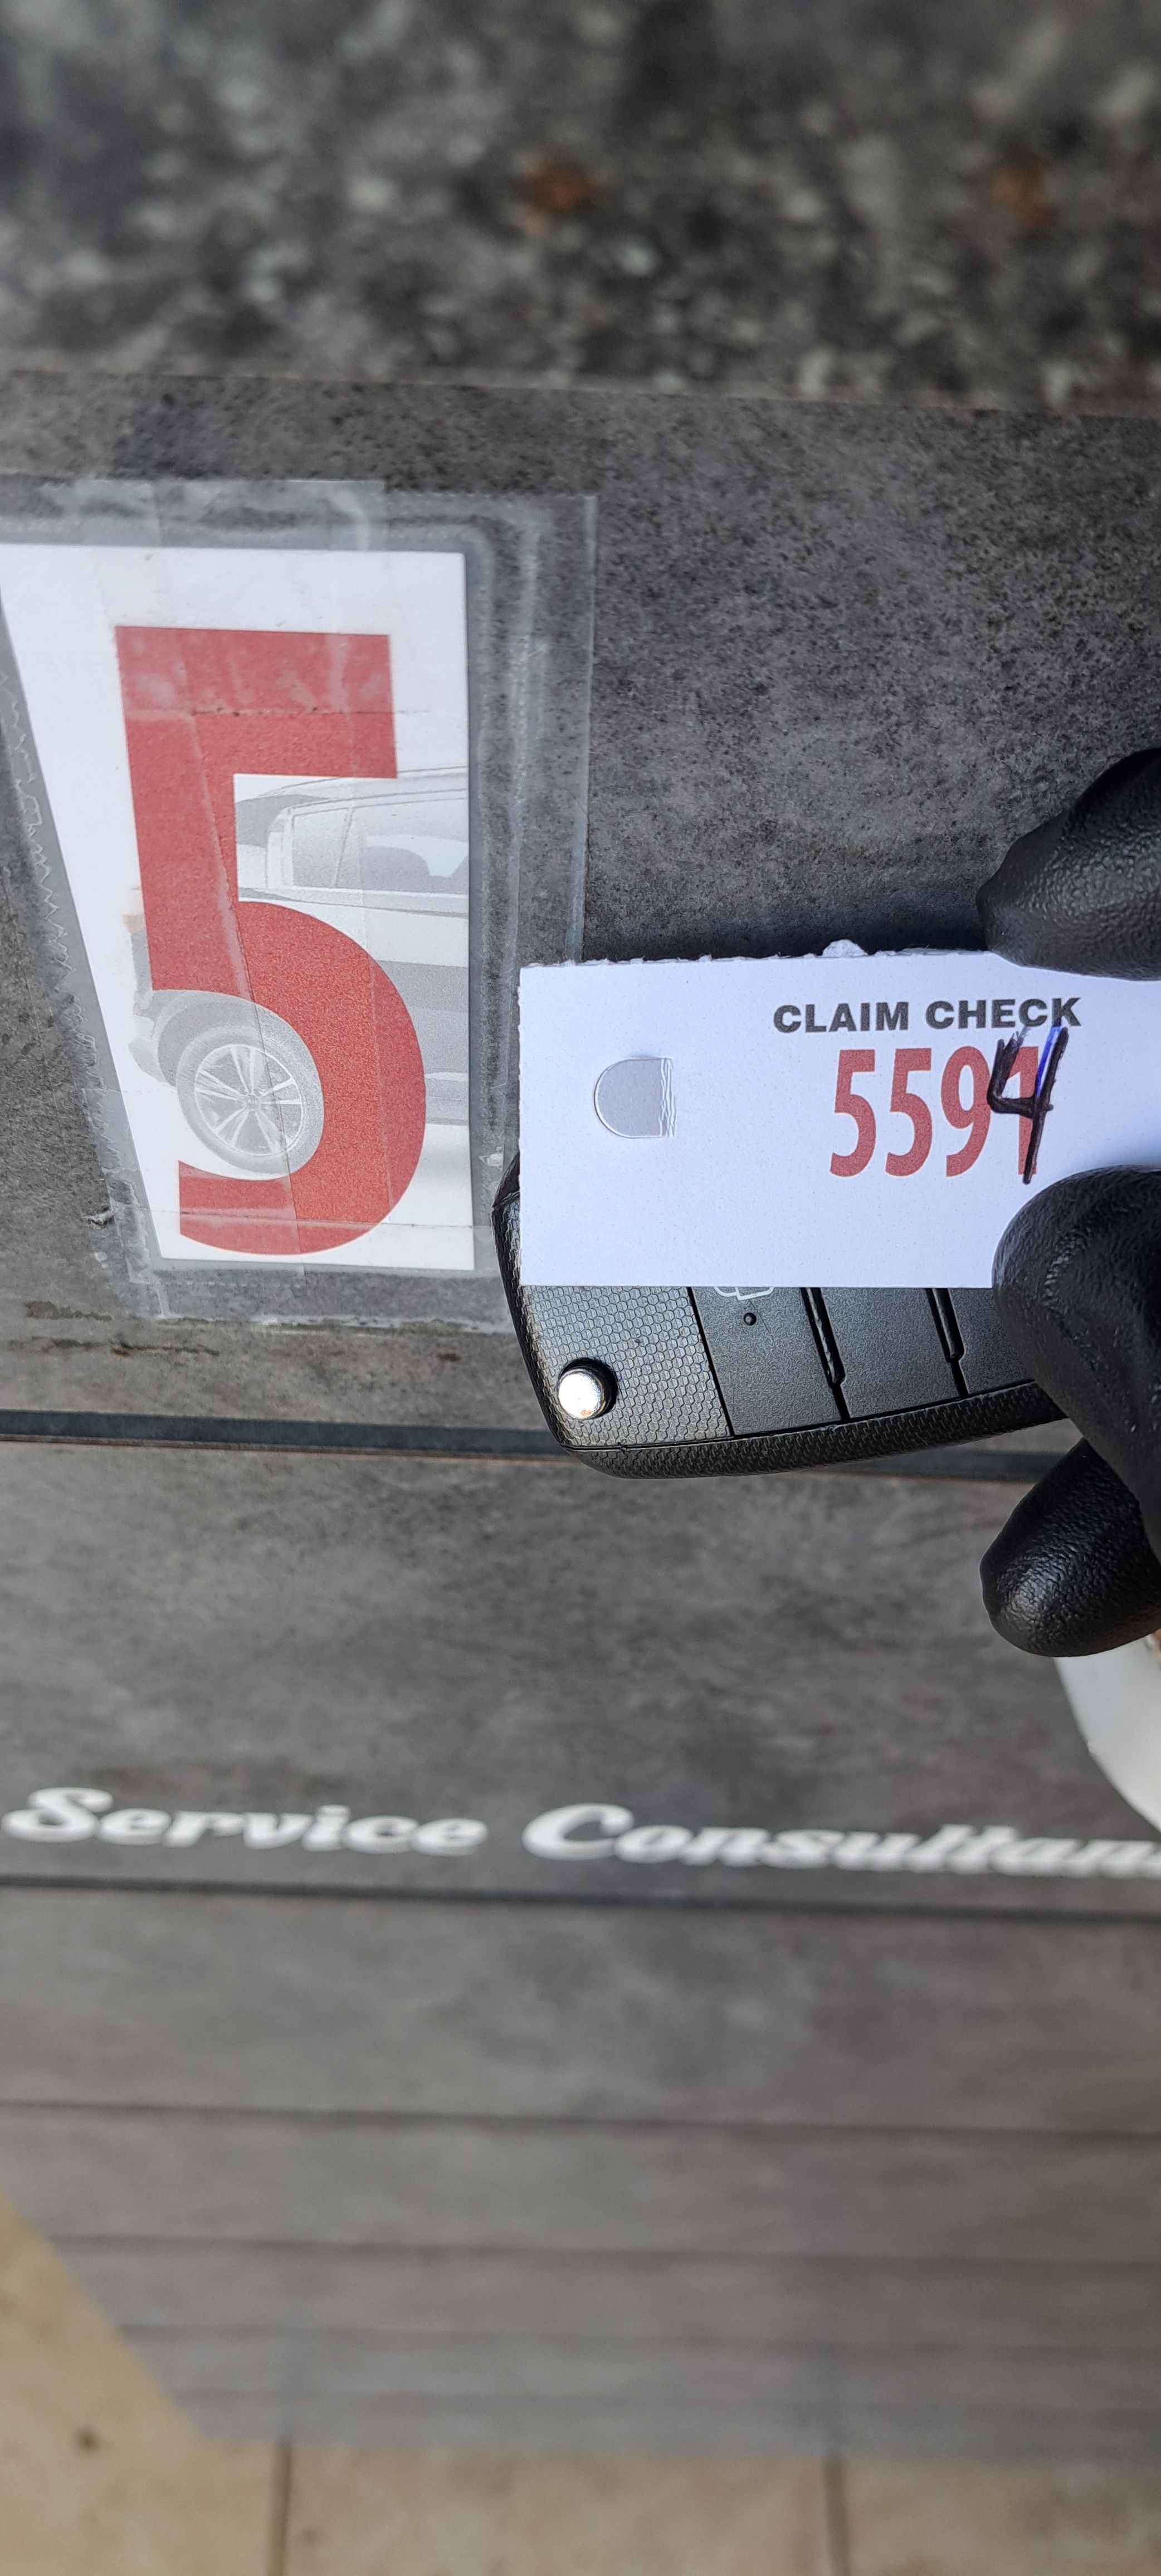 5
CLAIM CHECK
5594
Service Consultan